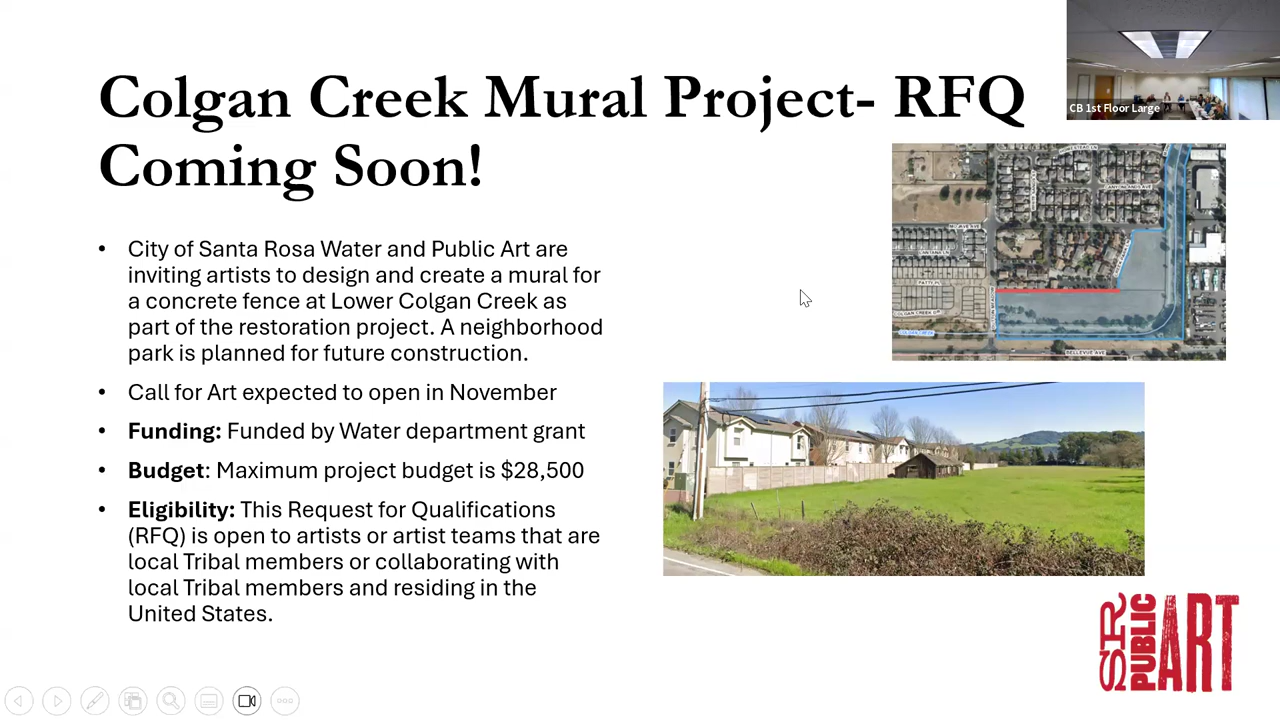 Colgan Creek Mural Project- RFQ
Coming Soon!
CB 1st Floor Large
• City of Santa Rosa Water and Public Art are
inviting artists to design and create a mural for
a concrete fence at Lower Colgan Creek as
part of the restoration project. A neighborhood
park is planned for future construction.
• Call for Art expected to open in November
• Funding: Funded by Water department grant
• Budget: Maximum project budget is $28,500
• Eligibility: This Request for Qualifications
(RFQ) is open to artists or artist teams that are
local Tribal members or collaborating with
local Tribal members and residing in the
United States.
COLGAN CREEK
BELLEVUE AVE
SR
PUBLIC
ART